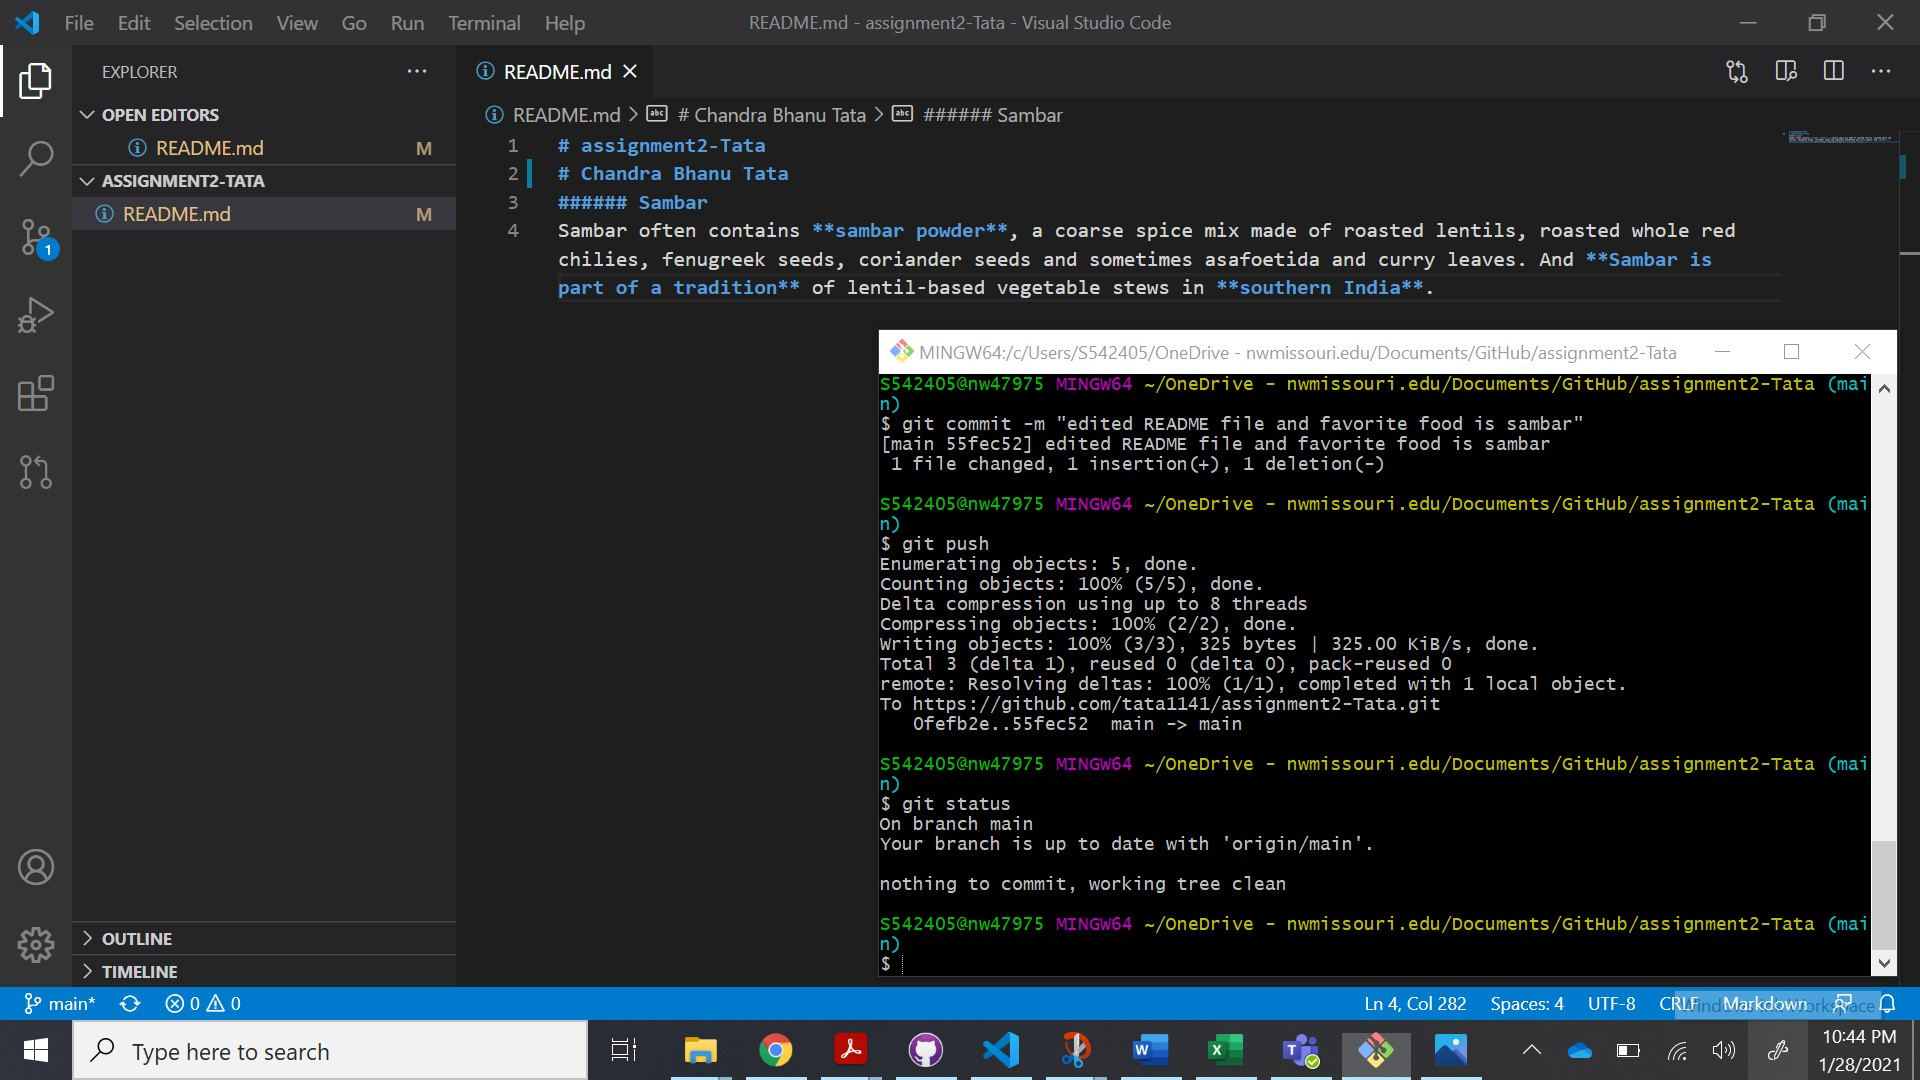 File Edit Selection View Go Run Terminal Help README.md - assignment2-Tata - Visual Studio Code
EXPLORER
README.md
OPEN EDITORS
README.md M
ASSIGNMENT2-TATA
README.md M
1
OUTLINE
TIMELINE
README.md > # Chandra Bhanu Tata > ###### Sambar
1 # assignment2-Tata
2 # Chandra Bhanu Tata
3 ###### Sambar
4 Sambar often contains **sambar powder**, a coarse spice mix made of roasted lentils, roasted whole red
chilies, fenugreek seeds, coriander seeds and sometimes asafoetida and curry leaves. And **Sambar is
part of a tradition** of lentil-based vegetable stews in **southern India**.
MINGW64:/c/Users/S542405/OneDrive - nwmissouri.edu/Documents/GitHub/assignment2-Tata
S542405@nw47975 MINGW64 ~/OneDrive - nwmissouri.edu/Documents/GitHub/assignment2-Tata (mai
n)
$ git commit -m "edited README file and favorite food is sambar"
[main 55fec52] edited README file and favorite food is sambar
1 file changed, 1 insertion(+), 1 deletion(-)
S542405@nw47975 MINGW64 ~/OneDrive - nwmissouri.edu/Documents/GitHub/assignment2-Tata (mai
n)
$ git push
Enumerating objects: 5, done.
Counting objects: 100% (5/5), done.
Delta compression using up to 8 threads
Compressing objects: 100% (2/2), done.
Writing objects: 100% (3/3), 325 bytes | 325.00 KiB/s, done.
Total 3 (delta 1), reused 0 (delta 0), pack-reused 0
remote: Resolving deltas: 100% (1/1), completed with 1 local object.
To https://github.com/tata1141/assignment2-Tata.git
0fefb2e..55fec52 main -> main
S542405@nw47975 MINGW64 ~/OneDrive - nwmissouri.edu/Documents/GitHub/assignment2-Tata (mai
n)
$ git status
On branch main
Your branch is up to date with 'origin/main'.
nothing to commit, working tree clean
S542405@nw47975 MINGW64 ~/OneDrive - nwmissouri.edu/Documents/GitHub/assignment2-Tata (mai
n)
$
main* 0 0 Ln 4, Col 282 Spaces: 4 UTF-8 CRLF Markdown
Type here to search
10:44 PM
1/28/2021